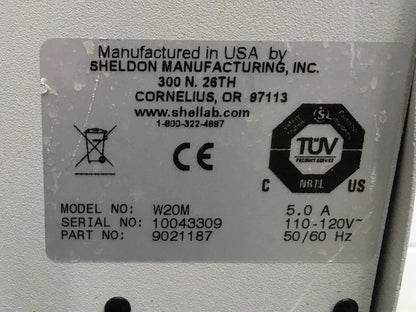 Manufactured in USA by
SHELDON MANUFACTURING, INC.
300 N. 26TH
CORNELIUS, OR 97113
www.shellab.com
1-800-322-4897
CE
S
TÜV
PRODUCT SERVICE
C NRTL US
MODEL NO: W20M 5.0 A
SERIAL NO: 10043309 110-120V~
PART NO: 9021187 50/60 Hz